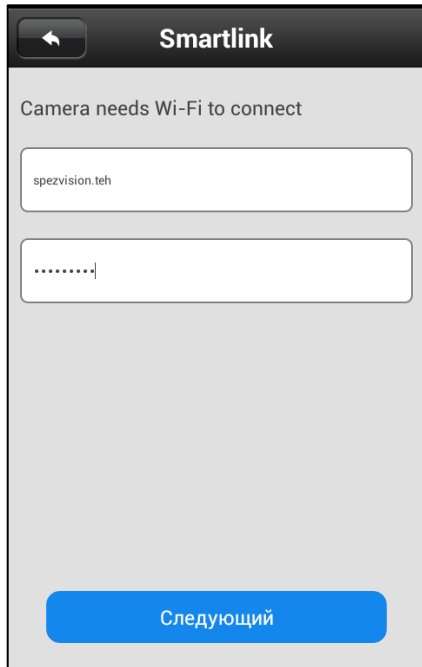 Smartlink
Camera needs Wi-Fi to connect
spezvision.teh
•••••••••
Следующий